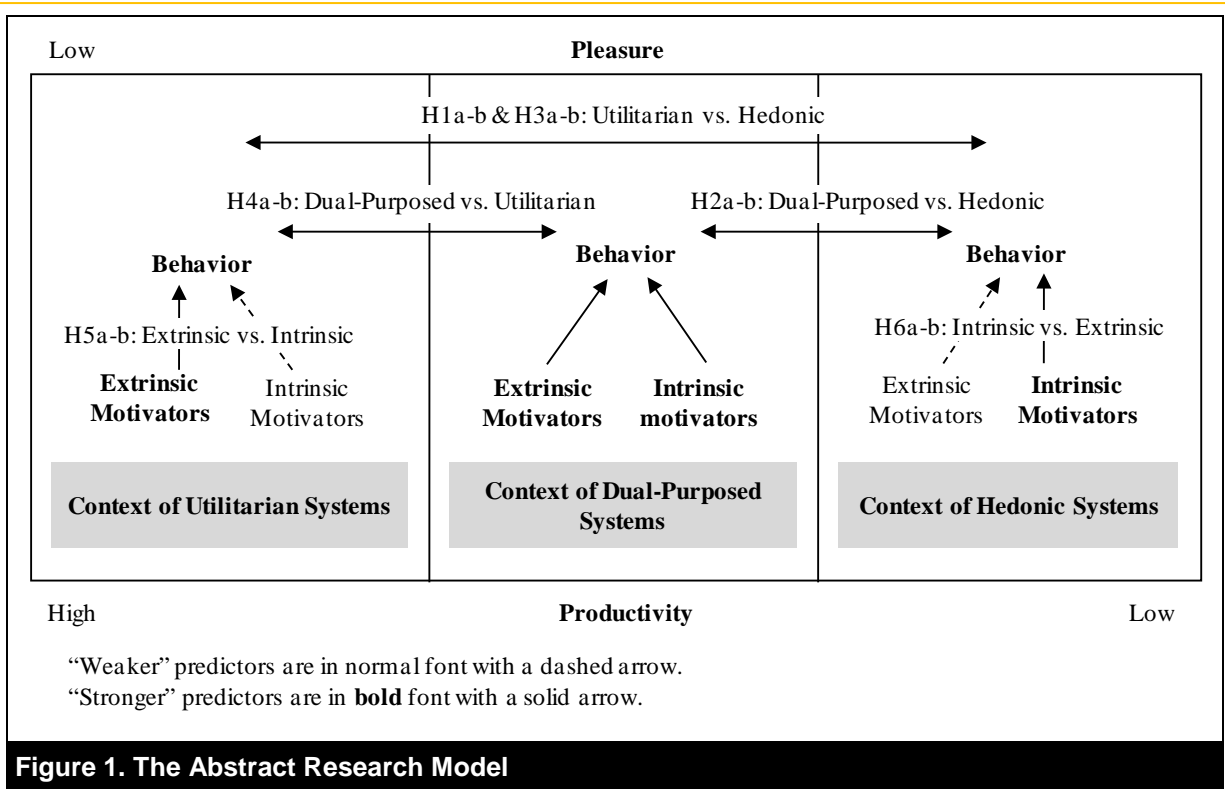 Low Pleasure
H1a-b & H3a-b: Utilitarian vs. Hedonic
H4a-b: Dual-Purposed vs. Utilitarian
H2a-b: Dual-Purposed vs. Hedonic
Behavior
H5a-b: Extrinsic vs. Intrinsic
Extrinsic
Motivators
Intrinsic
Motivators
Context of Utilitarian Systems
Behavior
Extrinsic
Motivators
Intrinsic
motivators
Context of Dual-Purposed
Systems
Behavior
H6a-b: Intrinsic vs. Extrinsic
Extrinsic
Motivators
Intrinsic
Motivators
Context of Hedonic Systems
High Productivity Low
“Weaker” predictors are in normal font with a dashed arrow.
“Stronger” predictors are in bold font with a solid arrow.
Figure 1. The Abstract Research Model